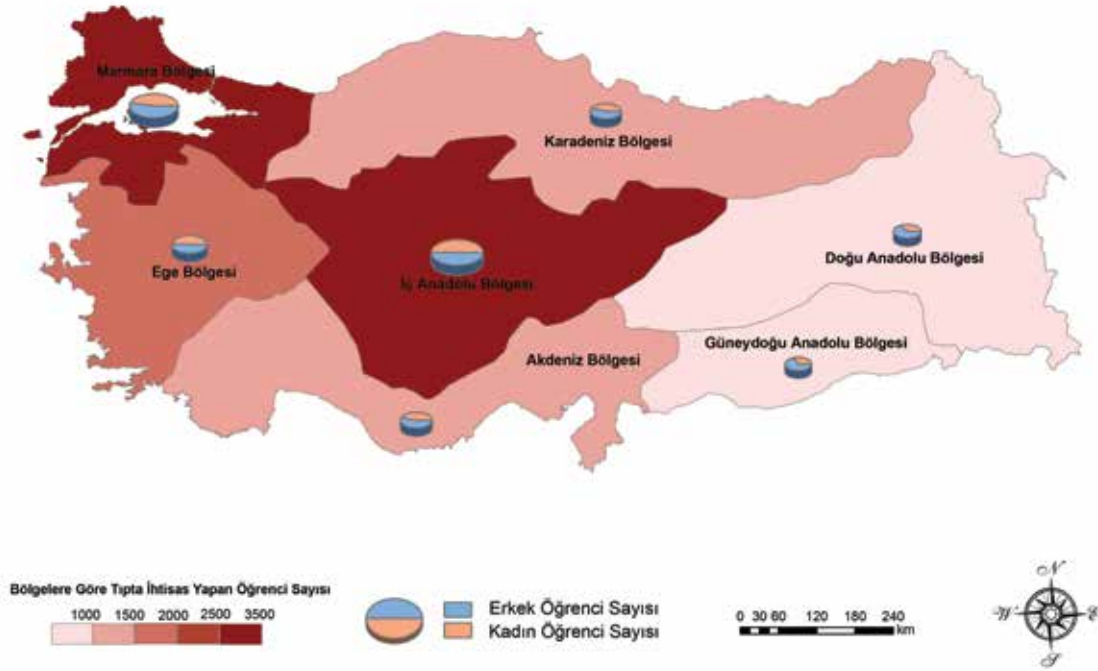 Marmara Bölgesi
Karadeniz Bölgesi
Doğu Anadolu Bölgesi
Ege Bölgesi
İç Anadolu Bölgesi
Güneydoğu Anadolu Bölgesi
Akdeniz Bölgesi
Bölgelere Göre Tıpta İhtisas Yapan Öğrenci Sayısı
1000 1500 2000 2500 3500
Erkek Öğrenci Sayısı
Kadın Öğrenci Sayısı
0 30 60 120 180 240
km
N
W E
S